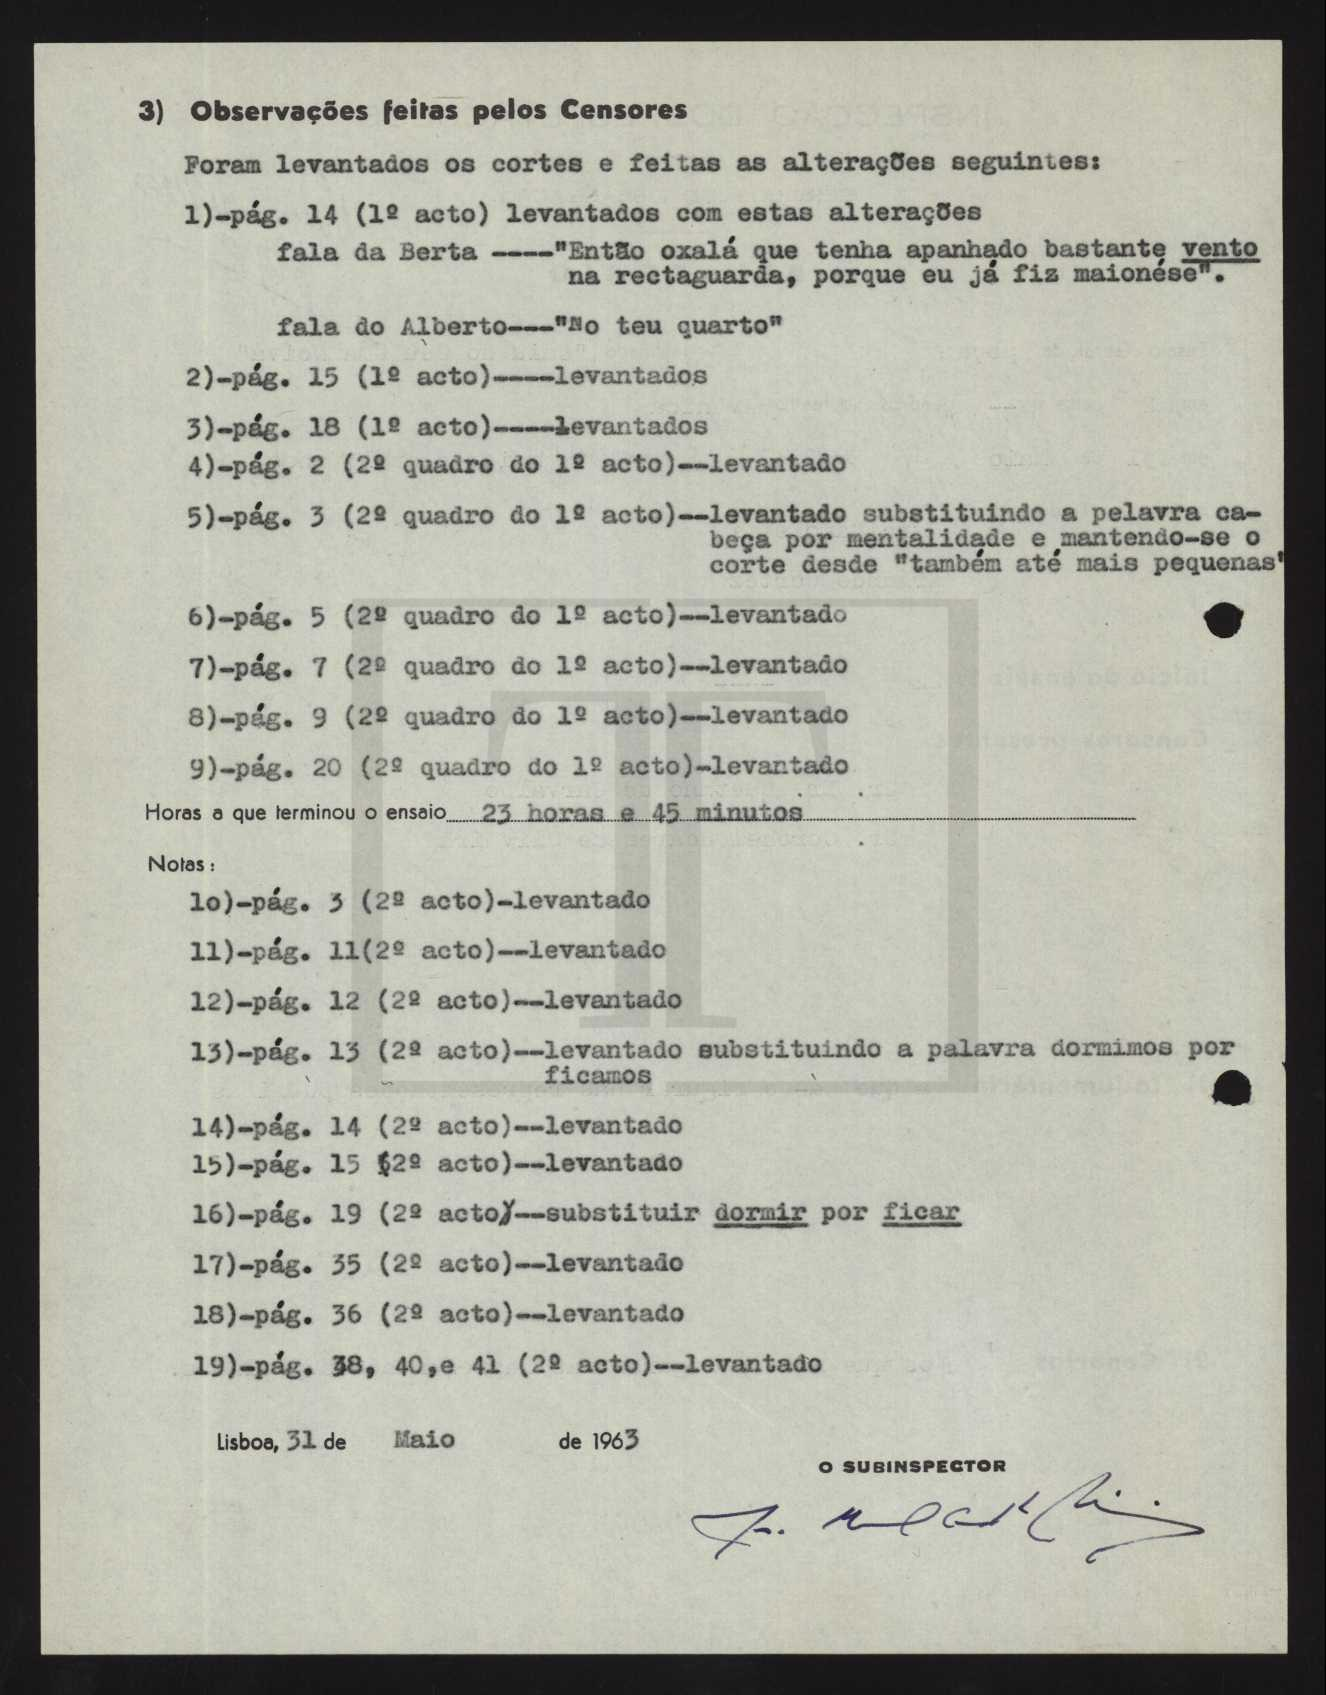 3) Observações feitas pelos Censores
Foram levantados os cortes e feitas as alterações seguintes:
1)-pág. 14 (1º acto) levantados com estas alterações
fala da Berta ----"Então oxalá que tenha apanhado bastante vento
na rectaguarda, porque eu já fiz maionése".
fala do Alberto---"No teu quarto"
2)-pág. 15 (1º acto)----levantados
3)-pág. 18 (1º acto)----levantados
4)-pág. 2 (2º quadro do 1º acto)--levantado
5)-pág. 3 (2º quadro do 1º acto)--levantado substituindo a pelavra ca-
beça por mentalidade e mantendo-se o
corte desde "também até mais pequenas"
6)-pág. 5 (2º quadro do 1º acto)--levantado
7)-pág. 7 (2º quadro do 1º acto)--levantado
8)-pág. 9 (2º quadro do 1º acto)--levantado
9)-pág. 20 (2º quadro do 1º acto)-levantado
Horas a que terminou o ensaio 23 horas e 45 minutos
Notas:
1o)-pág. 3 (2º acto)-levantado
11)-pág. 11(2º acto)--levantado
12)-pág. 12 (2º acto)--levantado
13)-pág. 13 (2º acto)--levantado substituindo a palavra dormimos por
ficamos
14)-pág. 14 (2º acto)--levantado
15)-pág. 15 (2º acto)--levantado
16)-pág. 19 (2º acto)--substituir dormir por ficar
17)-pág. 35 (2º acto)--levantado
18)-pág. 36 (2º acto)--levantado
19)-pág. 38, 40,e 41 (2º acto)--levantado
Lisboa, 31 de Maio de 1963
O SUBINSPECTOR